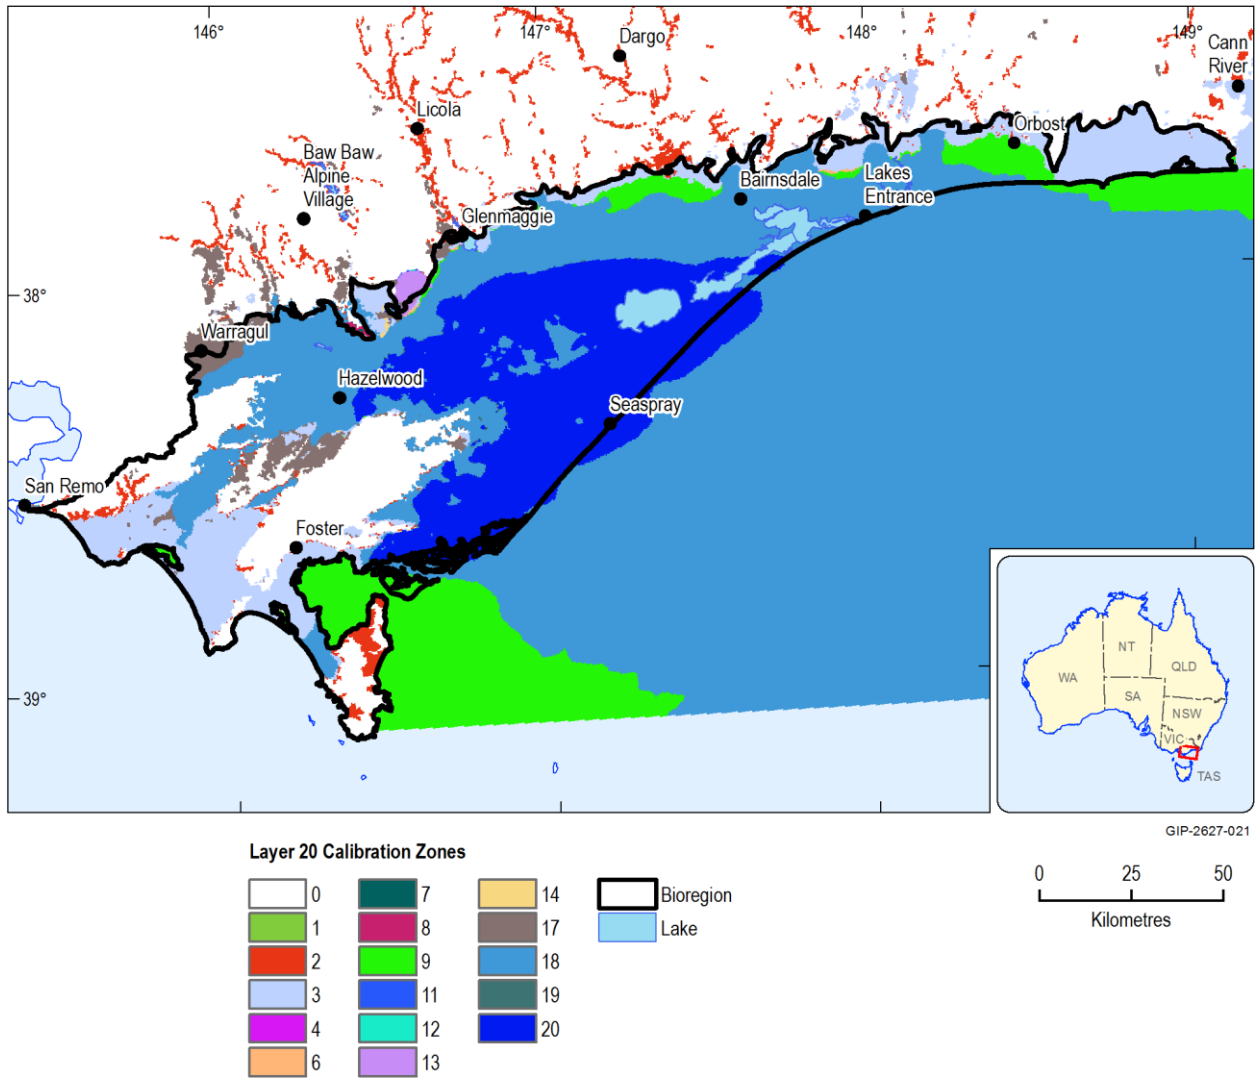 146°
147°
148°
149°
Dargo
Cann
River
Licola
Orbost
Baw Baw
Alpine
Village
Bairnsdale
Lakes
Entrance
Glenmaggie
38°
Warragul
Hazelwood
Seaspray
San Remo
Foster
39°
NT
QLD
WA
SA
NSW
VIC
TAS
GIP-2627-021
Layer 20 Calibration Zones
0
1
2
3
4
6
7
8
9
11
12
13
14
17
18
19
20
Bioregion
Lake
0 25 50
Kilometres